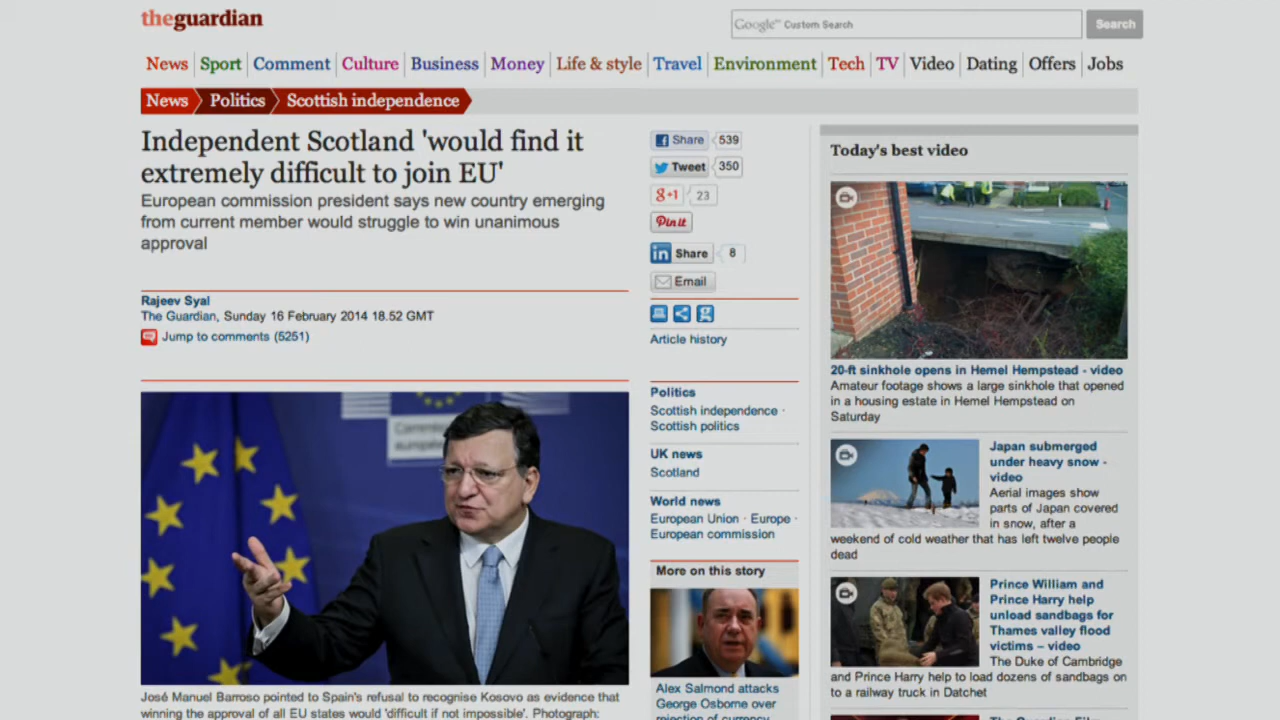 theguardian
Google™ Custom Search
Search
News Sport Comment Culture Business Money Life & style Travel Environment Tech TV Video Dating Offers Jobs
News Politics Scottish independence
Independent Scotland 'would find it
extremely difficult to join EU'
European commission president says new country emerging
from current member would struggle to win unanimous
approval
Rajeev Syal
The Guardian, Sunday 16 February 2014 18.52 GMT
Jump to comments (5251)
José Manuel Barroso pointed to Spain's refusal to recognise Kosovo as evidence that
winning the approval of all EU states would 'difficult if not impossible'. Photograph:
Share 539
Tweet 350
g+1 23
Pin it
in Share 8
Email
Article history
Politics
Scottish independence ·
Scottish politics
UK news
Scotland
World news
European Union · Europe ·
European commission
More on this story
Alex Salmond attacks
George Osborne over
rejection of currency
Today's best video
20-ft sinkhole opens in Hemel Hempstead - video
Amateur footage shows a large sinkhole that opened
in a housing estate in Hemel Hempstead on
Saturday
Japan submerged
under heavy snow -
video
Aerial images show
parts of Japan covered
in snow, after a
weekend of cold weather that has left twelve people
dead
Prince William and
Prince Harry help
unload sandbags for
Thames valley flood
victims – video
The Duke of Cambridge
and Prince Harry help to load dozens of sandbags on
to a railway truck in Datchet
The Guardian Film